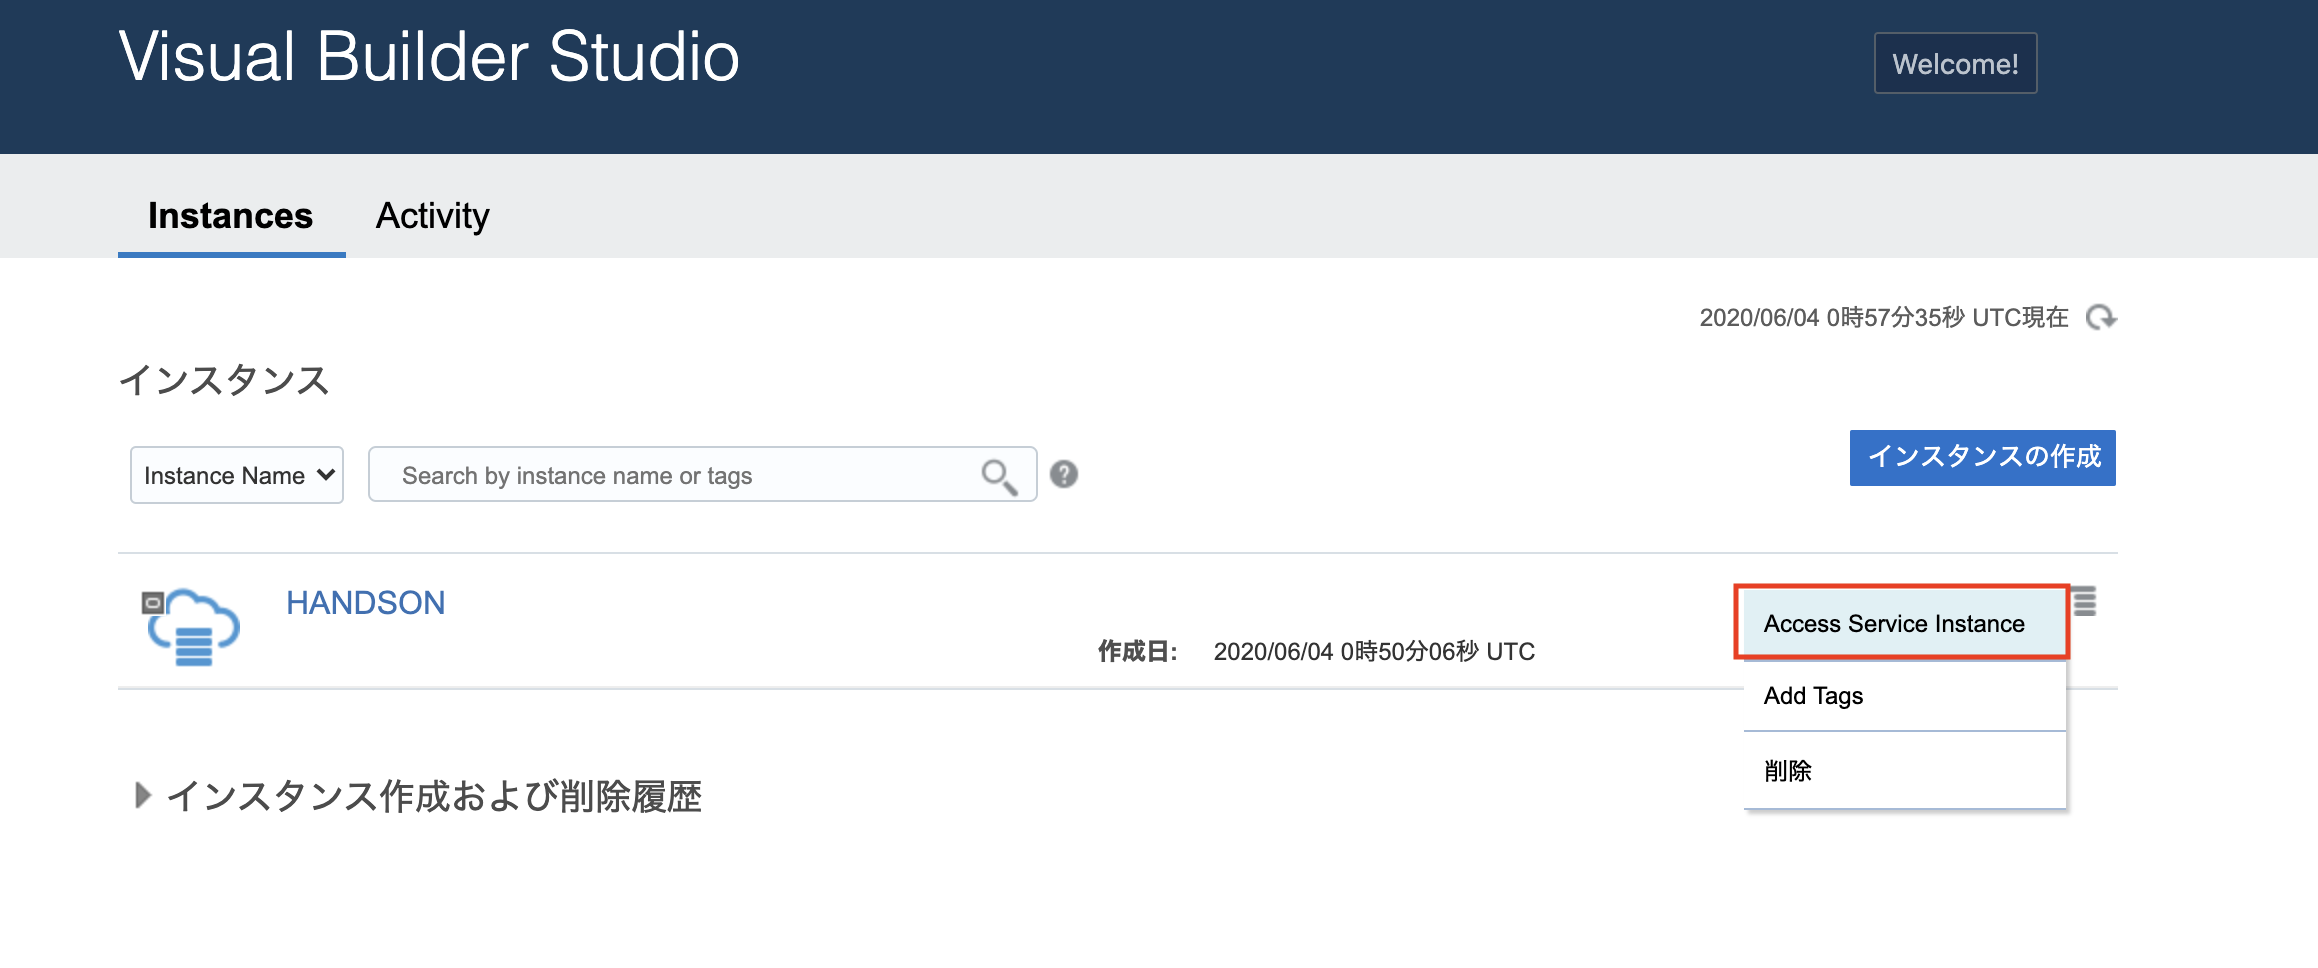 Visual Builder Studio
Welcome!
Instances
Activity
2020/06/04 0時57分35秒 UTC現在
インスタンス
Instance Name
Search by instance name or tags
インスタンスの作成
HANDSON
作成日: 2020/06/04 0時50分06秒 UTC
Access Service Instance
Add Tags
削除
インスタンス作成および削除履歴